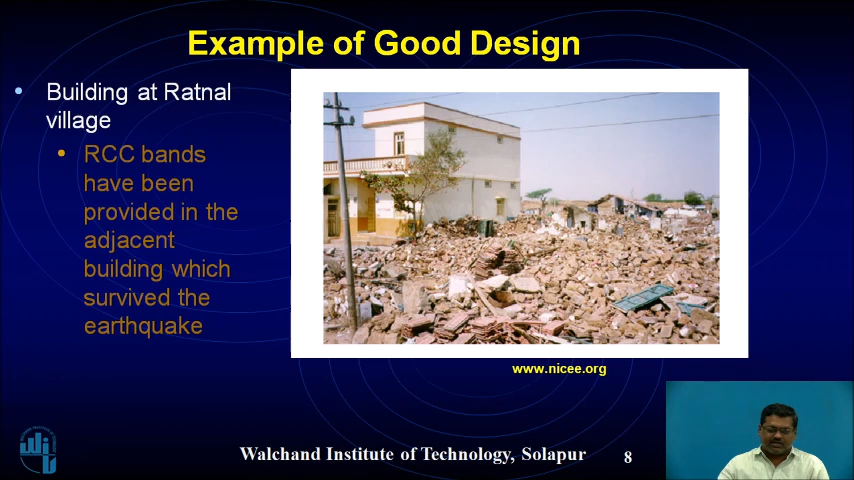 Example of Good Design
• Building at Ratnal
village
• RCC bands
have been
provided in the
adjacent
building which
survived the
earthquake
www.nicee.org
Walchand Institute of Technology, Solapur
8